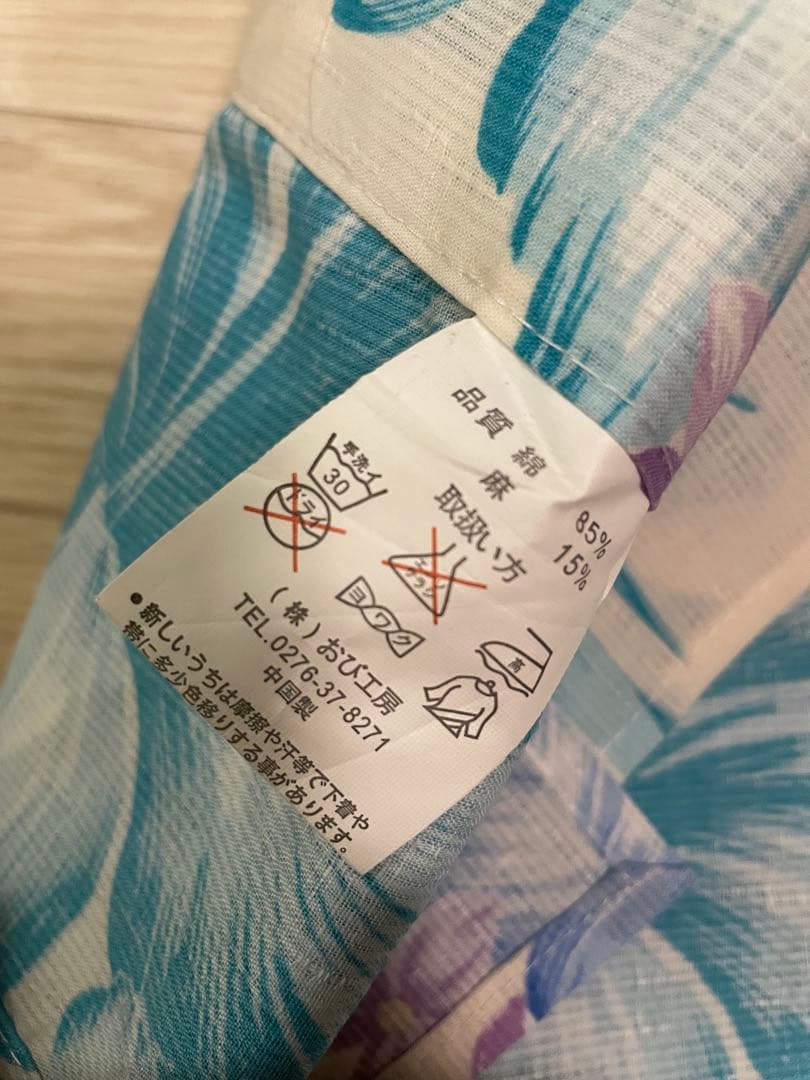 品質 綿 85%
麻 15%
取扱い方
手洗イ
30
エンソ
サラシ
高
ドライ
ヨワク
(株)おび工房
TEL.0276-37-8271
中国製
●新しいうちは摩擦や汗等で下着や
帯に多少色移りする事があります。